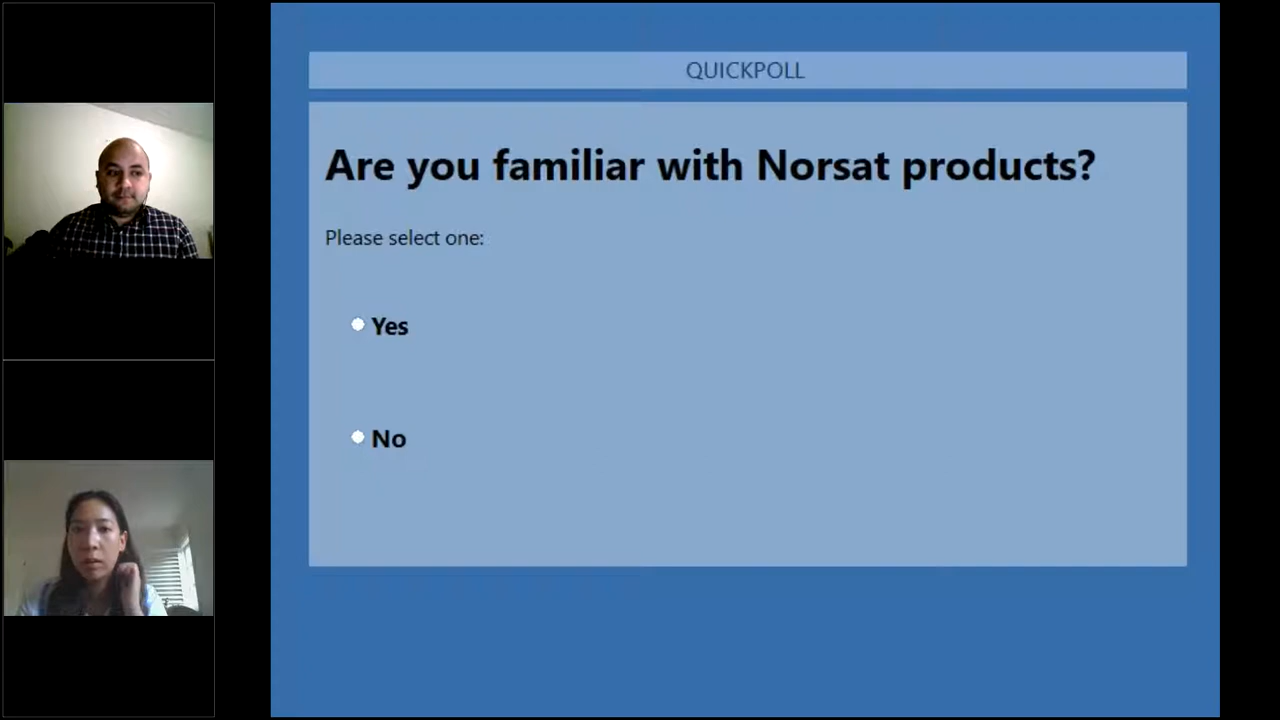 QUICKPOLL
Are you familiar with Norsat products?
Please select one:
Yes
No